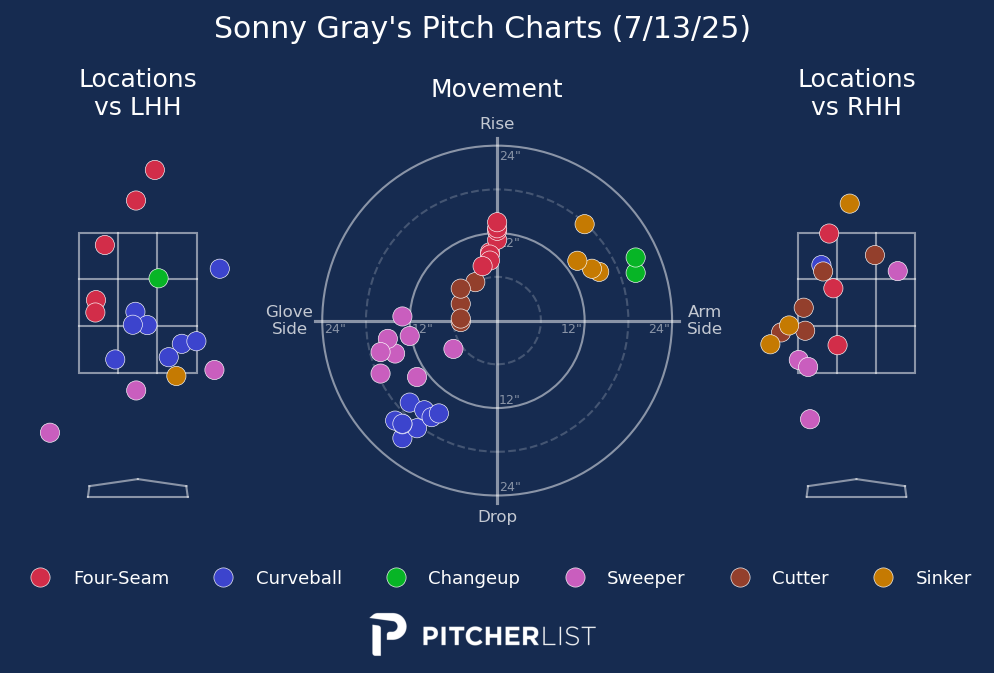 Sonny Gray's Pitch Charts (7/13/25)
Locations
vs LHH
Movement
Locations
vs RHH
Rise
24"
12"
Glove
Side
24"
12"
12"
24"
Arm
Side
12"
24"
Drop
Four-Seam
Curveball
Changeup
Sweeper
Cutter
Sinker
PITCHERLIST